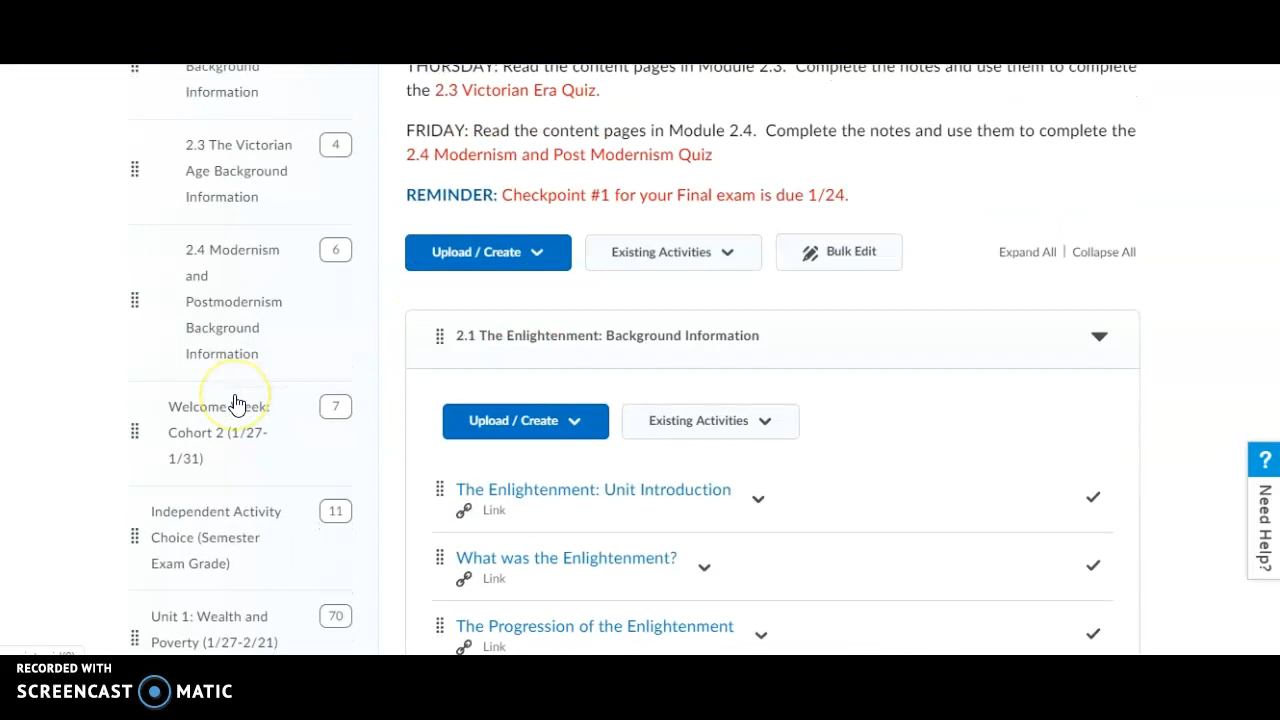 Background
Information
2.3 The Victorian
Age Background
Information
4
2.4 Modernism
and
Postmodernism
Background
Information
6
Welcome Week:
Cohort 2 (1/27-
1/31)
7
Independent Activity
Choice (Semester
Exam Grade)
11
Unit 1: Wealth and
Poverty (1/27-2/21)
70
THURSDAY: Read the content pages in Module 2.3. Complete the notes and use them to complete
the 2.3 Victorian Era Quiz.
FRIDAY: Read the content pages in Module 2.4. Complete the notes and use them to complete the
2.4 Modernism and Post Modernism Quiz
REMINDER: Checkpoint #1 for your Final exam is due 1/24.
Upload / Create
Existing Activities
Bulk Edit
Expand All | Collapse All
2.1 The Enlightenment: Background Information
Upload / Create
Existing Activities
The Enlightenment: Unit Introduction
Link
What was the Enlightenment?
Link
The Progression of the Enlightenment
Link
? Need Help?
RECORDED WITH
SCREENCAST MATIC